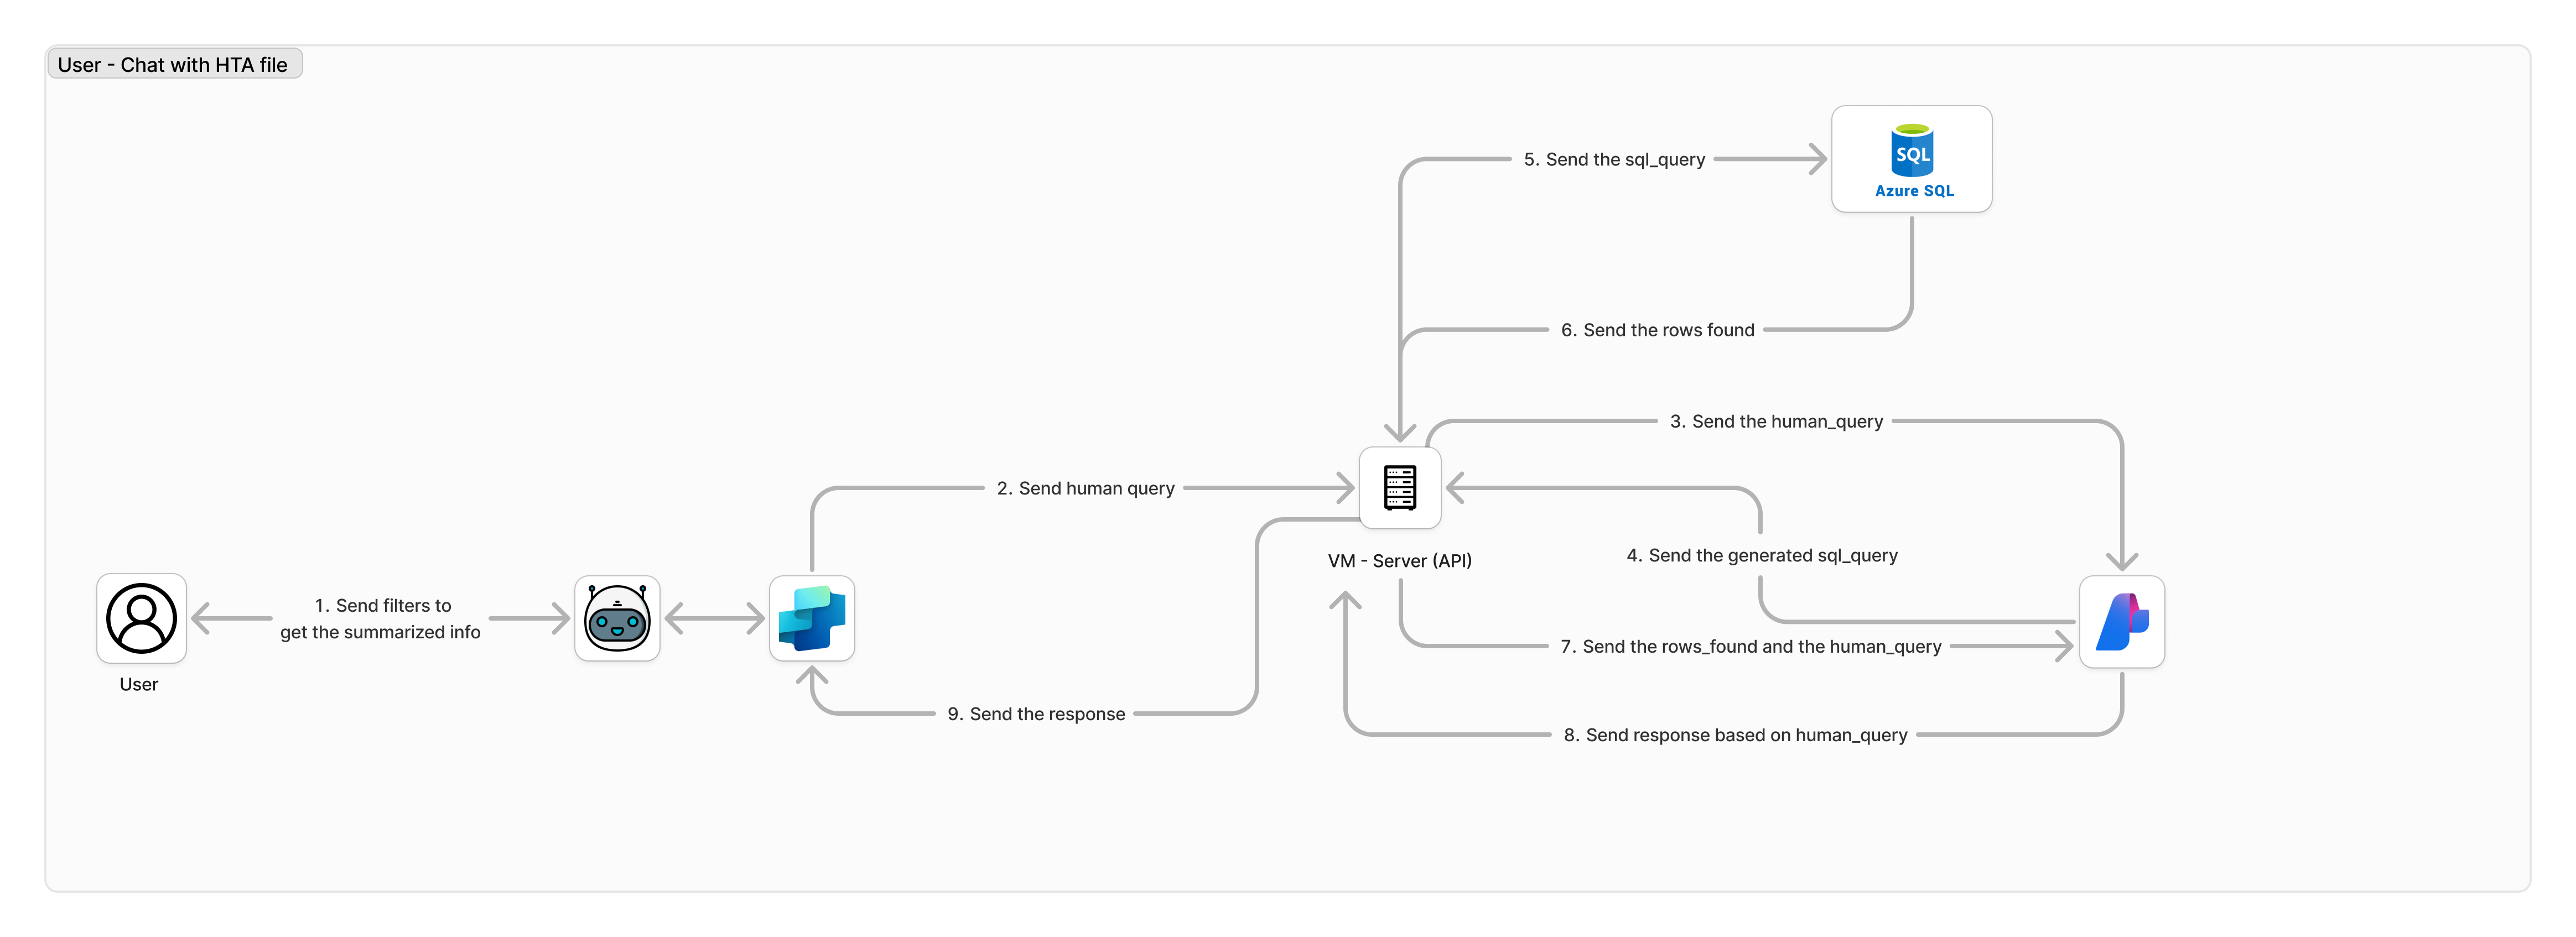 User - Chat with HTA file
5. Send the sql_query
SQL
Azure SQL
6. Send the rows found
3. Send the human_query
2. Send human query
4. Send the generated sql_query
VM - Server (API)
1. Send filters to
get the summarized info
7. Send the rows_found and the human_query
User
9. Send the response
8. Send response based on human_query